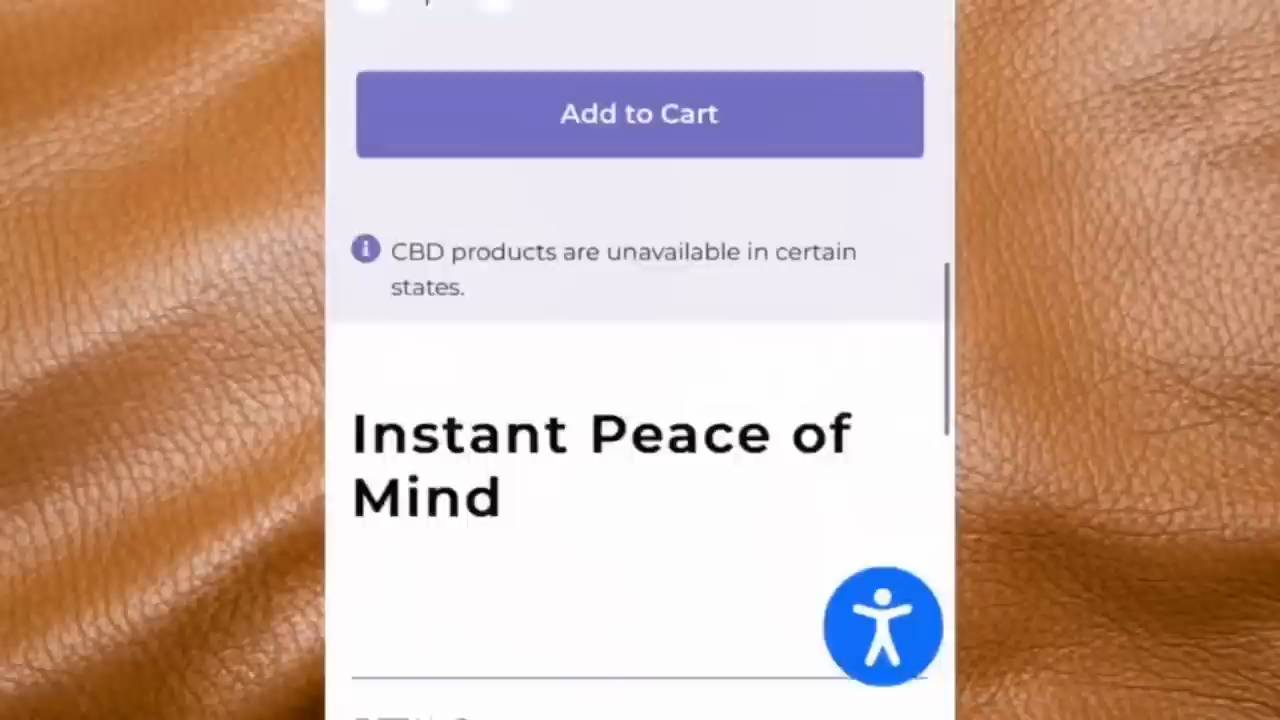 Add to Cart
CBD products are unavailable in certain
states.
Instant Peace of
Mind